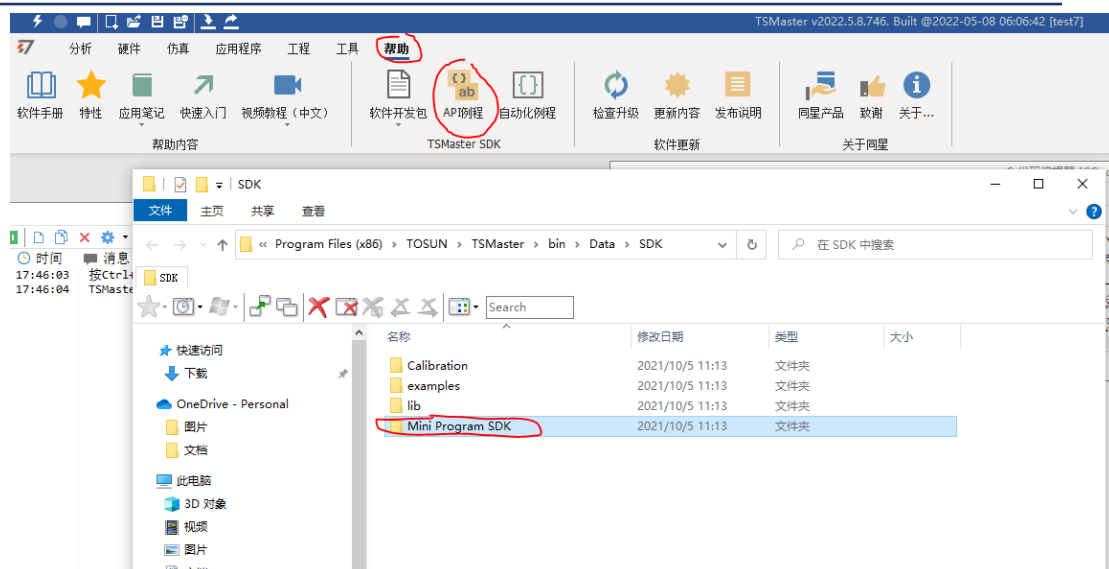 TSMaster v2022.5.8.746. Built @2022-05-08 06:06:42 [test7]
分析 硬件 仿真 应用程序 工程 工具 帮助
软件手册 特性 应用笔记 快速入门 视频教程（中文） 软件开发包 API例程 自动化例程 检查升级 更新内容 发布说明 同星产品 致谢 关于...
帮助内容 TSMaster SDK 软件更新 关于同星
SDK
文件 主页 共享 查看
« Program Files (x86) > TOSUN > TSMaster > bin > Data > SDK 在 SDK 中搜索
时间 消息
17:46:03 按Ctrl+
17:46:04 TSMaste
SDK
Search
名称 修改日期 类型 大小
快速访问
下载
OneDrive - Personal
图片
文档
此电脑
3D 对象
视频
图片
Calibration 2021/10/5 11:13 文件夹
examples 2021/10/5 11:13 文件夹
lib 2021/10/5 11:13 文件夹
Mini Program SDK 2021/10/5 11:13 文件夹